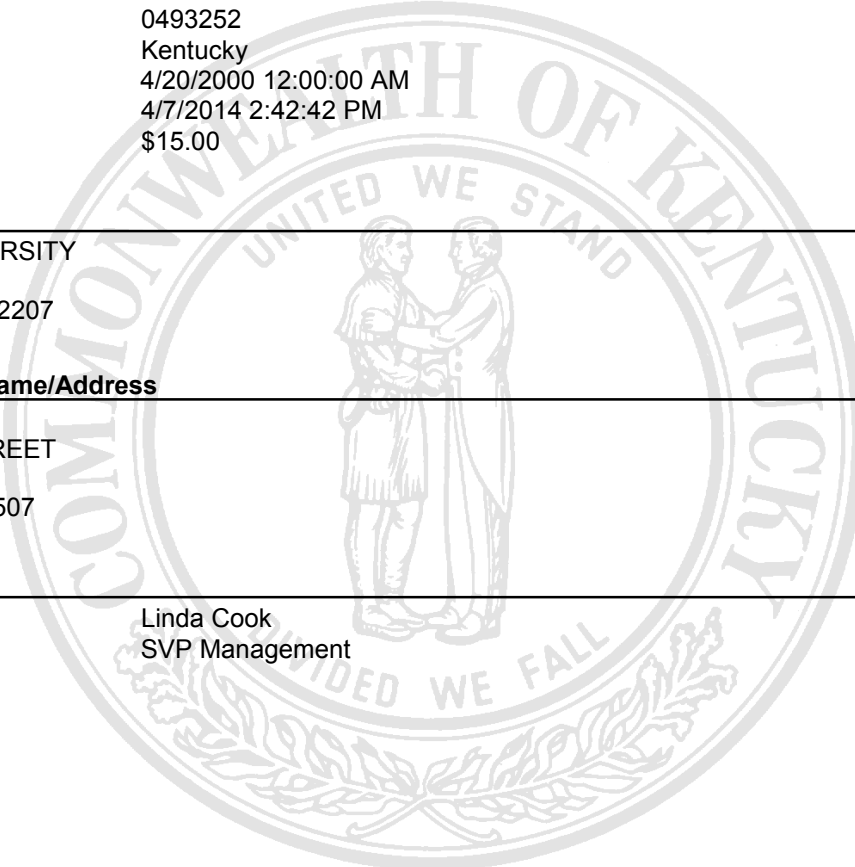 0493252
Kentucky
4/20/2000 12:00:00 AM
4/7/2014 2:42:42 PM
$15.00
RSITY
2207
ame/Address
REET
507
Linda Cook
SVP Management
COMMONWEALTH OF KENTUCKY
UNITED WE STAND
DIVIDED WE FALL